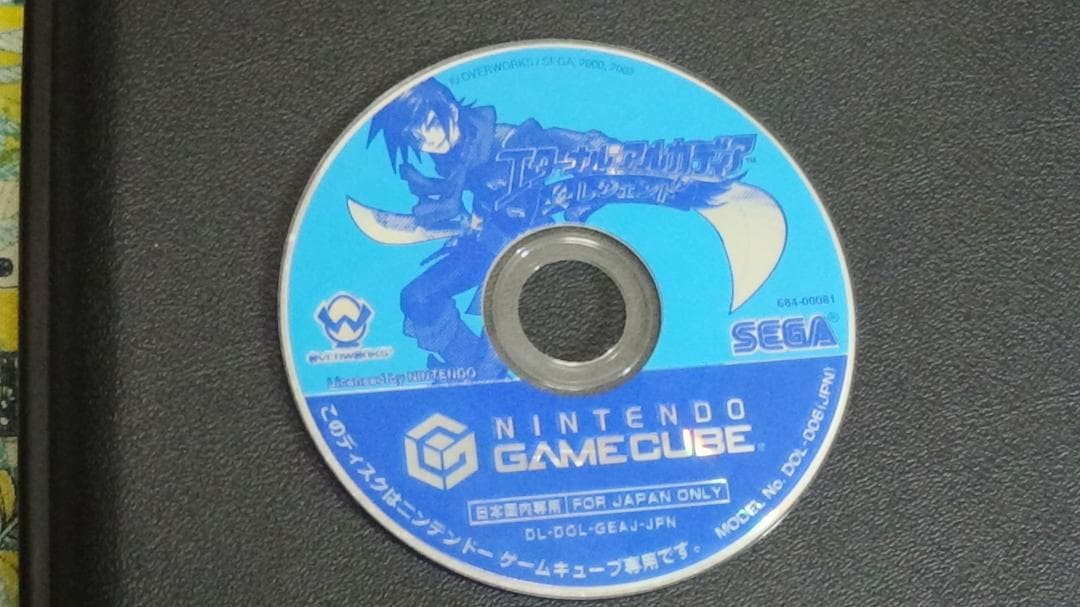 © OVERWORKS / SEGA, 2000, 2002
エターナルアルカディア™
レジェンド
684-00081
OVERWORKS
SEGA®
Licensed by NINTENDO
NINTENDO
GAMECUBE
日本国内専用 FOR JAPAN ONLY
DL-DOL-GEAJ-JPN
このディスクはニンテンドー ゲームキューブ専用です。
MODEL No. DOL-006(JPN)